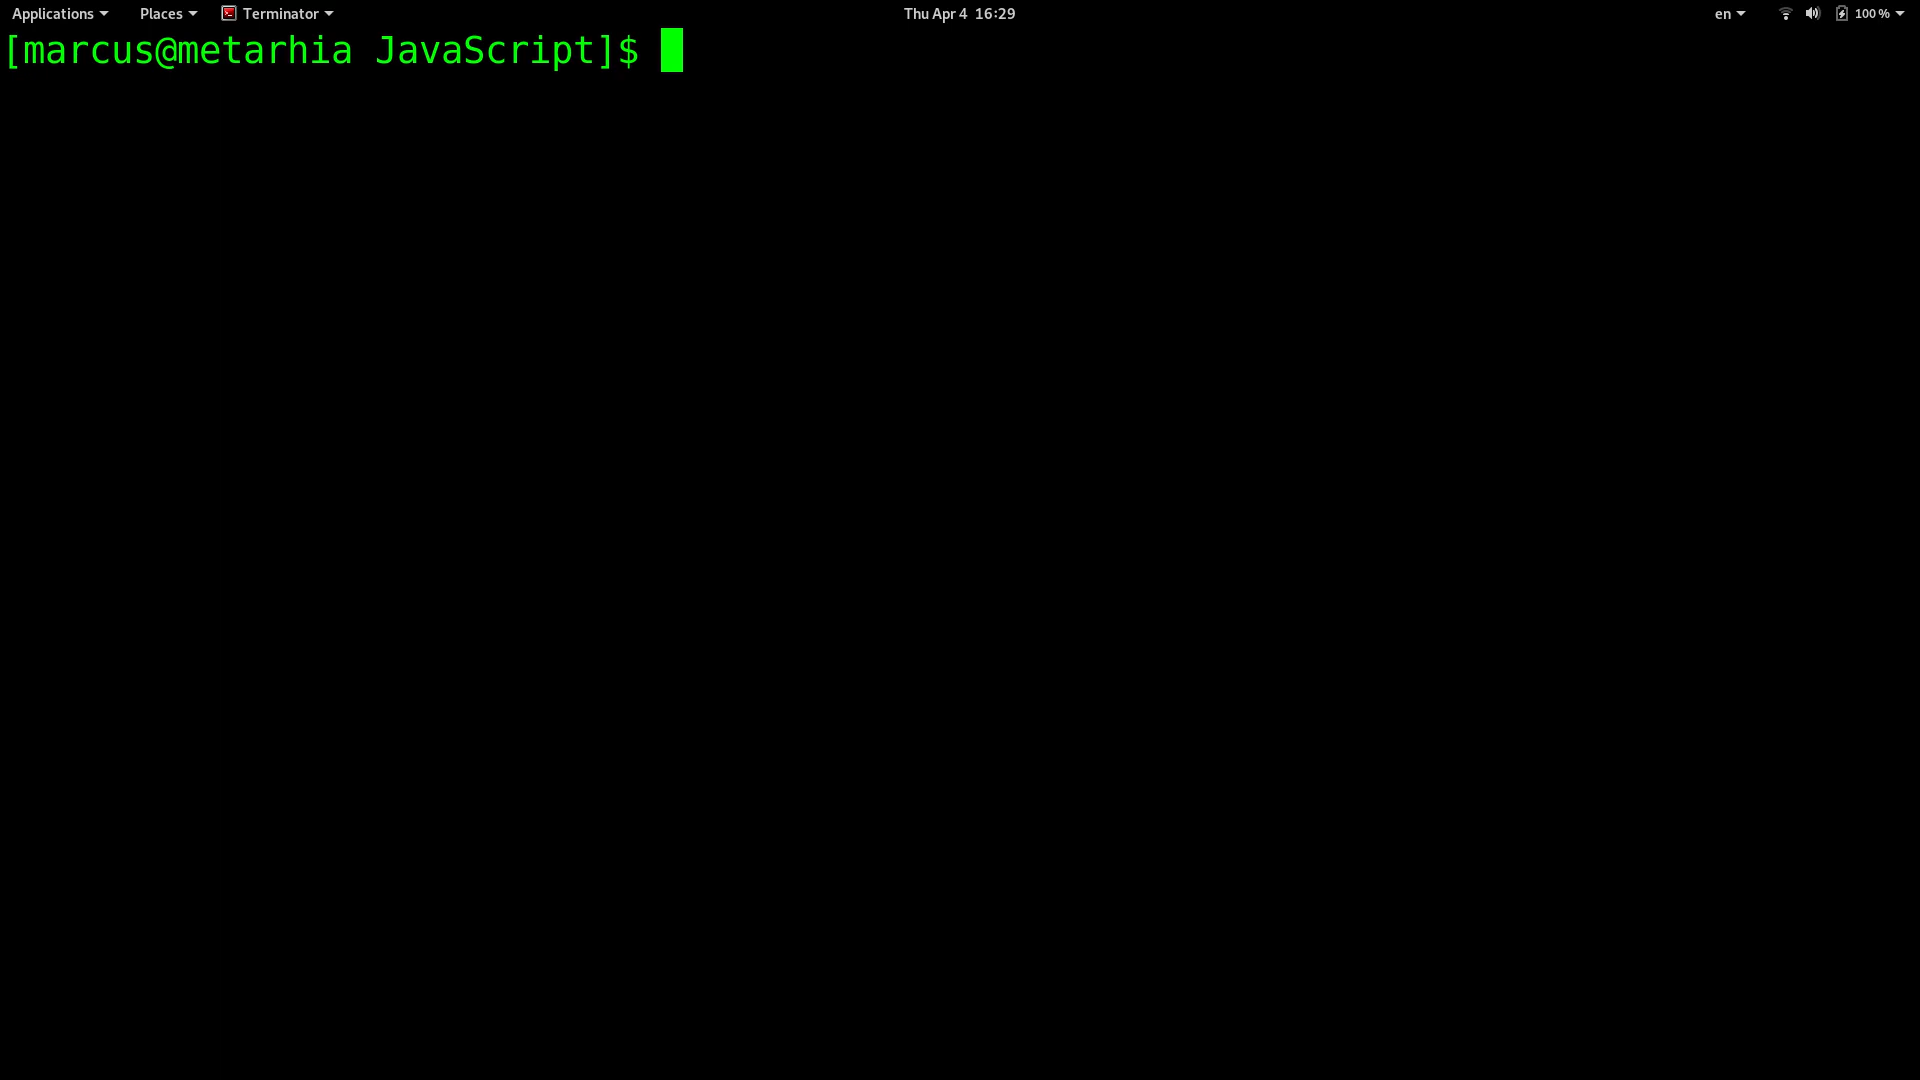 Applications Places Terminator Thu Apr 4 16:29 en 100 %
[marcus@metarhia JavaScript]$